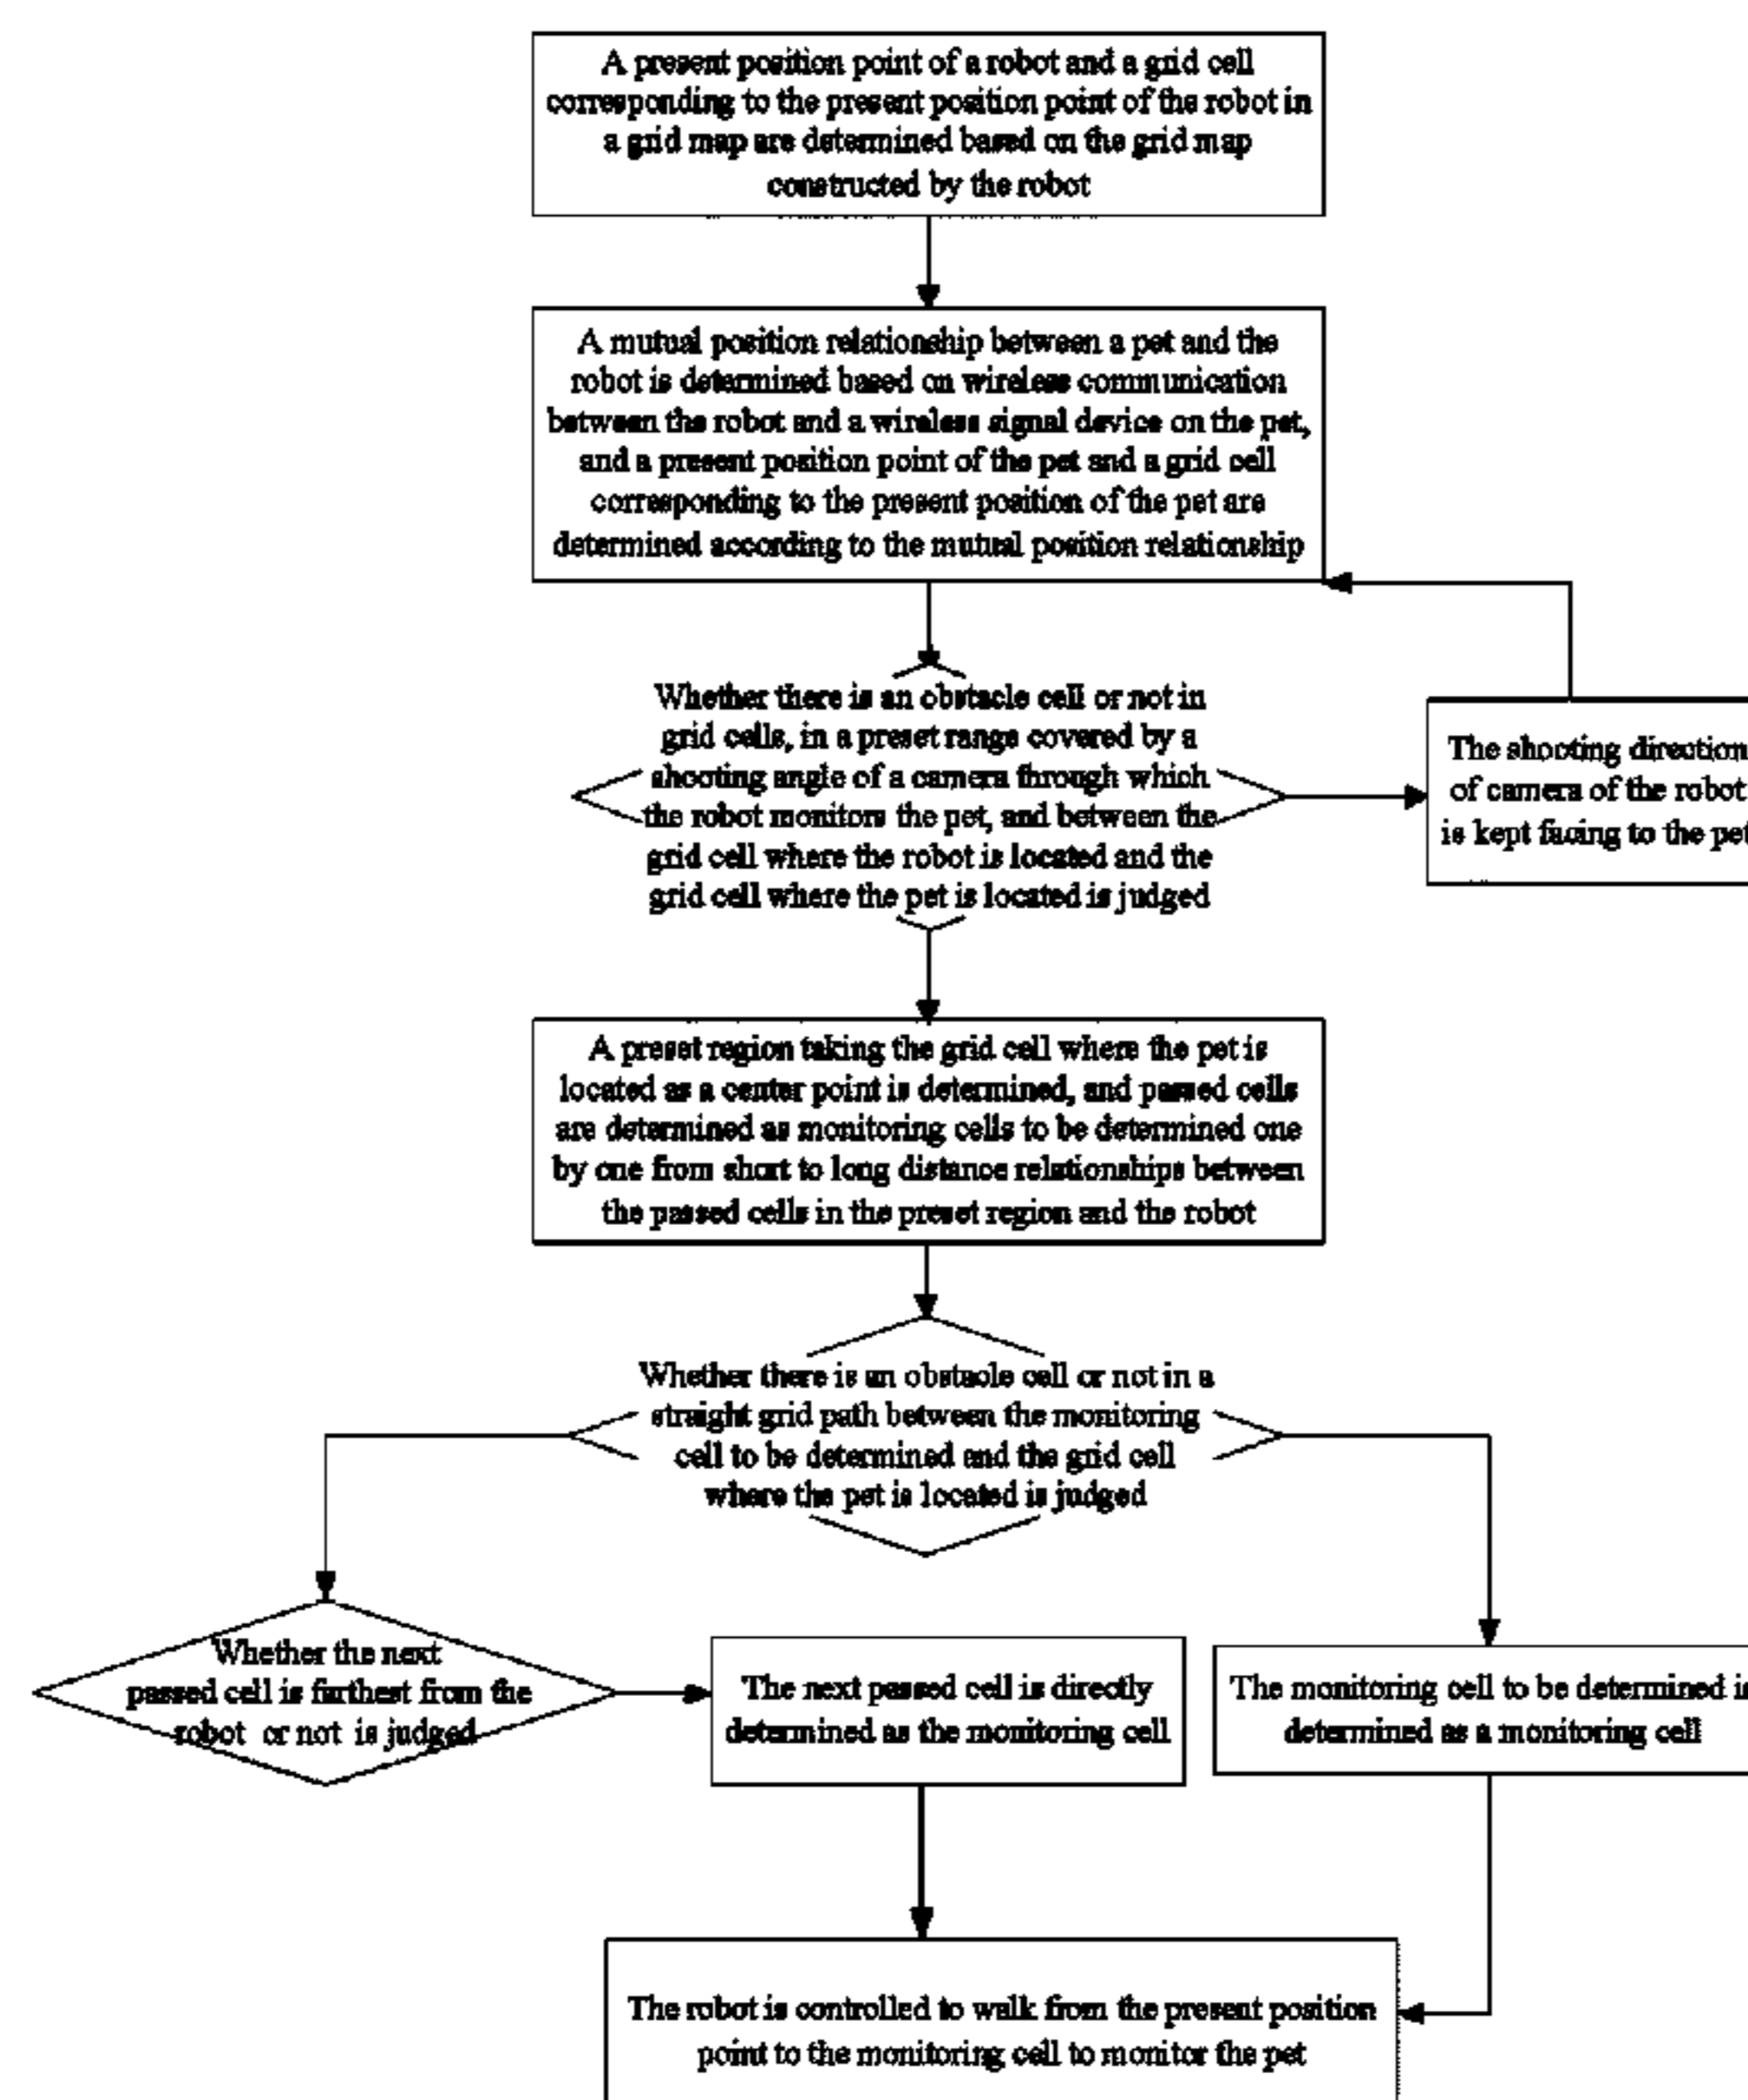 A present position point of a robot and a grid cell
corresponding to the present position point of the robot in
a grid map are determined based on the grid map
constructed by the robot
A mutual position relationship between a pet and the
robot is determined based on wireless communication
between the robot and a wireless signal device on the pet,
and a present position point of the pet and a grid cell
corresponding to the present position of the pet are
determined according to the mutual position relationship
Whether there is an obstacle cell or not in
grid cells, in a preset range covered by a
shooting angle of a camera through which
the robot monitors the pet, and between the
grid cell where the robot is located and the
grid cell where the pet is located is judged
The shooting direction
of camera of the robot
is kept facing to the pet
A preset region taking the grid cell where the pet is
located as a center point is determined, and passed cells
are determined as monitoring cells to be determined one
by one from short to long distance relationships between
the passed cells in the preset region and the robot
Whether there is an obstacle cell or not in a
straight grid path between the monitoring
cell to be determined and the grid cell
where the pet is located is judged
Whether the next
passed cell is farthest from the
robot or not is judged
The next passed cell is directly
determined as the monitoring cell
The monitoring cell to be determined is
determined as a monitoring cell
The robot is controlled to walk from the present position
point to the monitoring cell to monitor the pet